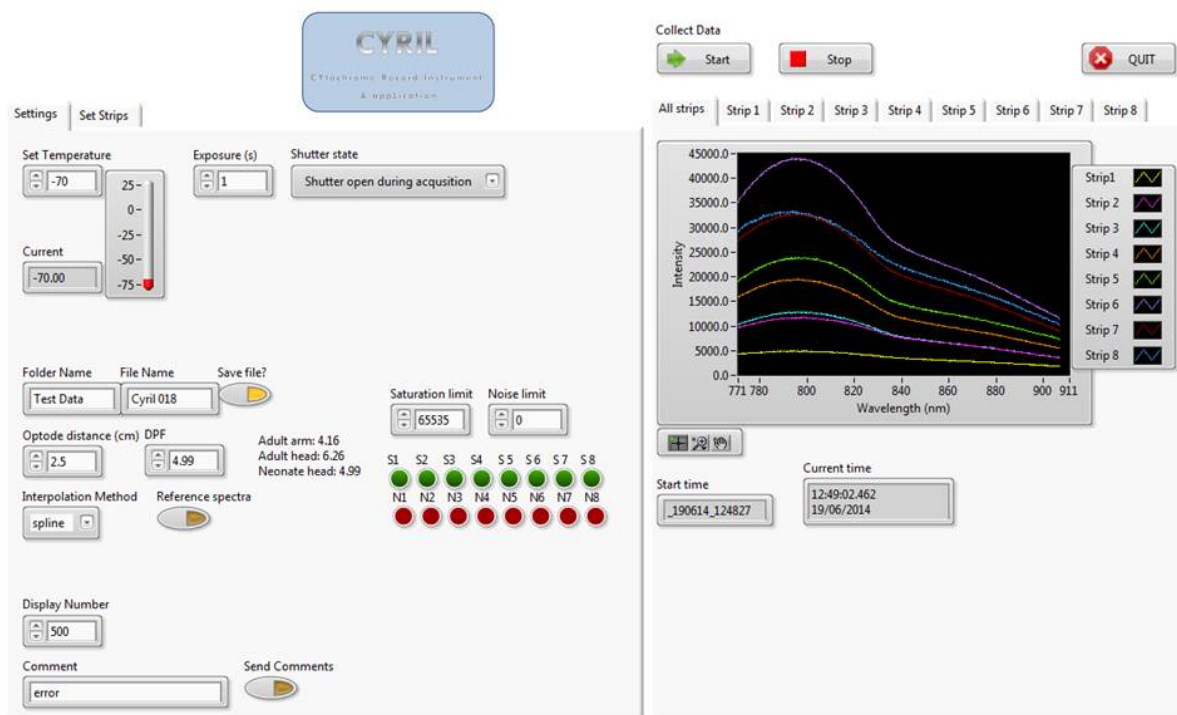 CYRIL
CYtochrome Record Instrument
& application
Settings
Set Strips
Set Temperature
-70
25
0
-25
-50
-75
Current
-70.00
Exposure (s)
1
Shutter state
Shutter open during acqusition
Folder Name
Test Data
File Name
Cyril 018
Save file?
Optode distance (cm)
2.5
DPF
4.99
Adult arm: 4.16
Adult head: 6.26
Neonate head: 4.99
Interpolation Method
spline
Reference spectra
Saturation limit
65535
Noise limit
0
S1 S2 S3 S4 S 5 S 6 S 7 S 8
N1 N2 N3 N4 N5 N6 N7 N8
Display Number
500
Comment
error
Send Comments
Collect Data
Start
Stop
QUIT
All strips
Strip 1
Strip 2
Strip 3
Strip 4
Strip 5
Strip 6
Strip 7
Strip 8
45000.0
40000.0
35000.0
30000.0
25000.0
20000.0
15000.0
10000.0
5000.0
0.0
Intensity
771 780 800 820 840 860 880 900 911
Wavelength (nm)
Strip1
Strip 2
Strip 3
Strip 4
Strip 5
Strip 6
Strip 7
Strip 8
Start time
_190614_124827
Current time
12:49:02.462
19/06/2014